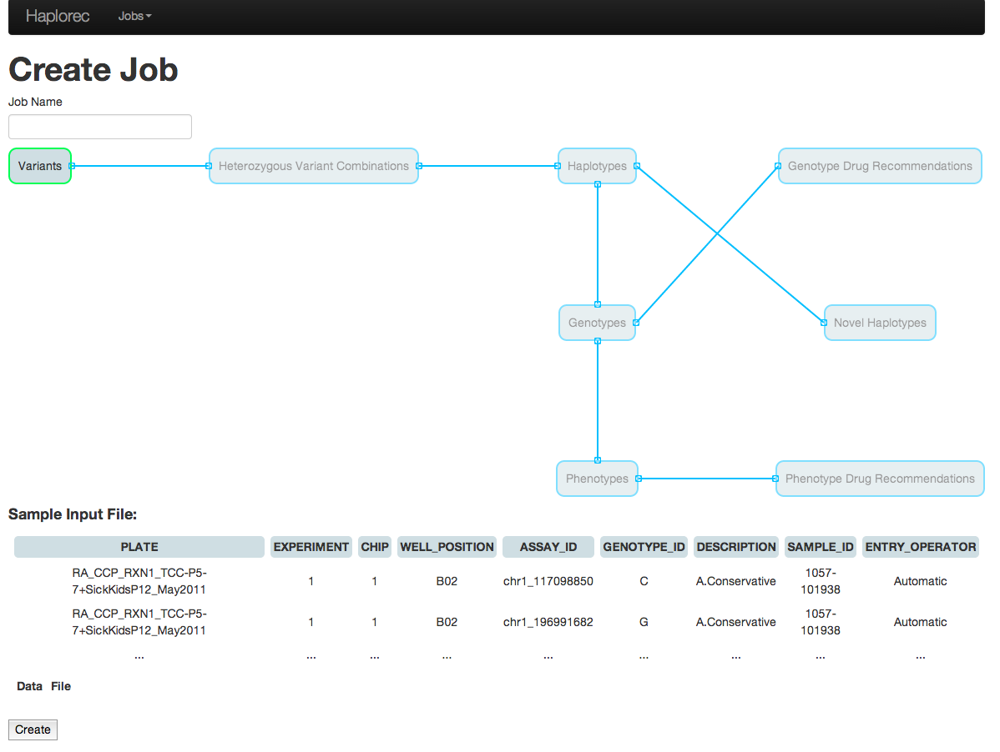 Haplorec Jobs
Create Job
Job Name
Variants Heterozygous Variant Combinations Haplotypes Genotype Drug Recommendations
Genotypes Novel Haplotypes
Phenotypes Phenotype Drug Recommendations
Sample Input File:
PLATE EXPERIMENT CHIP WELL_POSITION ASSAY_ID GENOTYPE_ID DESCRIPTION SAMPLE_ID ENTRY_OPERATOR
RA_CCP_RXN1_TCC-P5-
7+SickKidsP12_May2011 1 1 B02 chr1_117098850 C A.Conservative 1057-
101938 Automatic
RA_CCP_RXN1_TCC-P5-
7+SickKidsP12_May2011 1 1 B02 chr1_196991682 G A.Conservative 1057-
101938 Automatic
... ... ... ... ... ... ... ... ...
Data File
Create